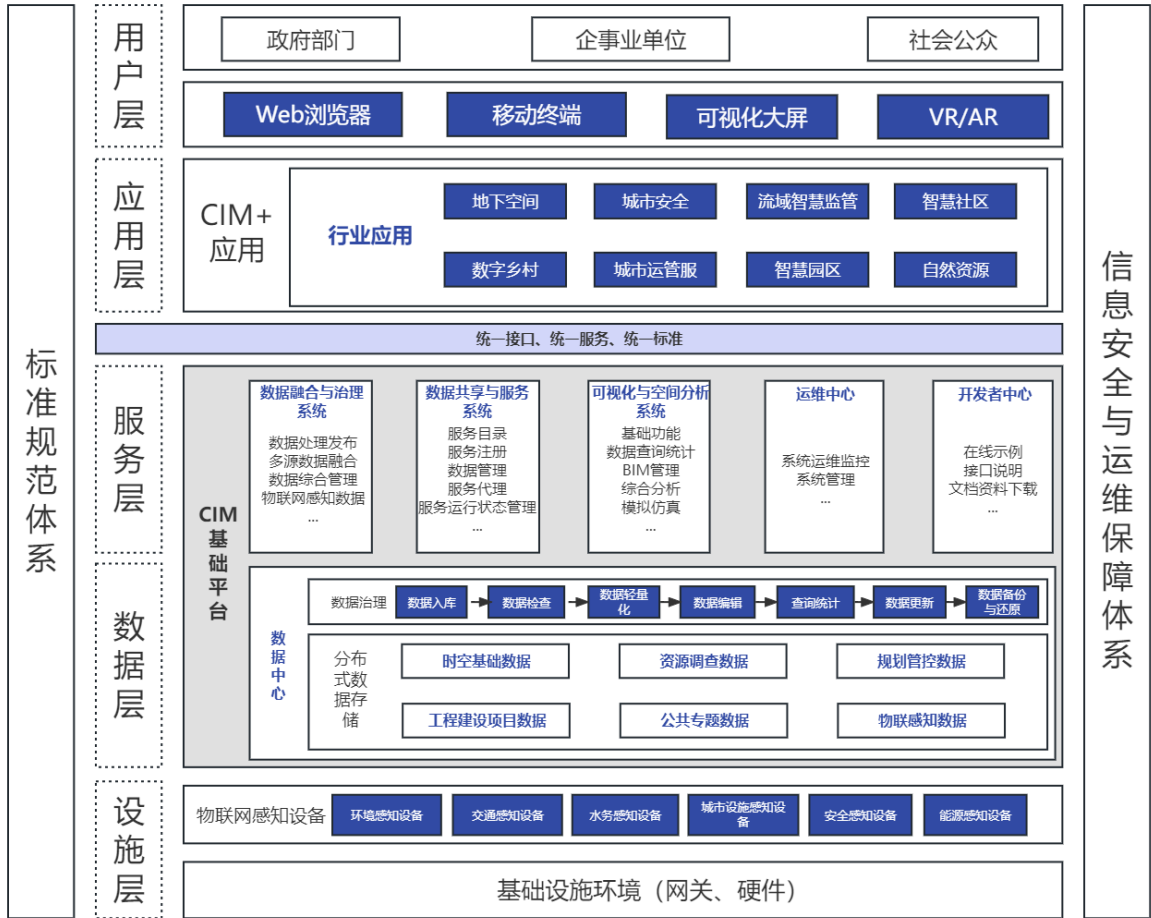 标准规范体系
用户层
政府部门
企事业单位
社会公众
Web浏览器
移动终端
可视化大屏
VR/AR
应用层
CIM+
应用
行业应用
地下空间
城市安全
流域智慧监管
智慧社区
数字乡村
城市运管服
智慧园区
自然资源
统一接口、统一服务、统一标准
服务层
CIM
基础平台
数据融合与治理
系统
数据处理发布
多源数据融合
数据综合管理
物联网感知数据
...
数据共享与服务
系统
服务目录
服务注册
数据管理
服务代理
服务运行状态管理
...
可视化与空间分析
系统
基础功能
数据查询统计
BIM管理
综合分析
模拟仿真
...
运维中心
系统运维监控
系统管理
...
开发者中心
在线示例
接口说明
文档资料下载
...
数据层
数据中心
数据治理
数据入库
数据检查
数据轻量
化
数据编辑
查询统计
数据更新
数据备份
与还原
分布
式数
据存
储
时空基础数据
资源调查数据
规划管控数据
工程建设项目数据
公共专题数据
物联感知数据
设施层
物联网感知设备
环境感知设备
交通感知设备
水务感知设备
城市设施感知设
备
安全感知设备
能源感知设备
基础设施环境（网关、硬件）
信息安全与运维保障体系